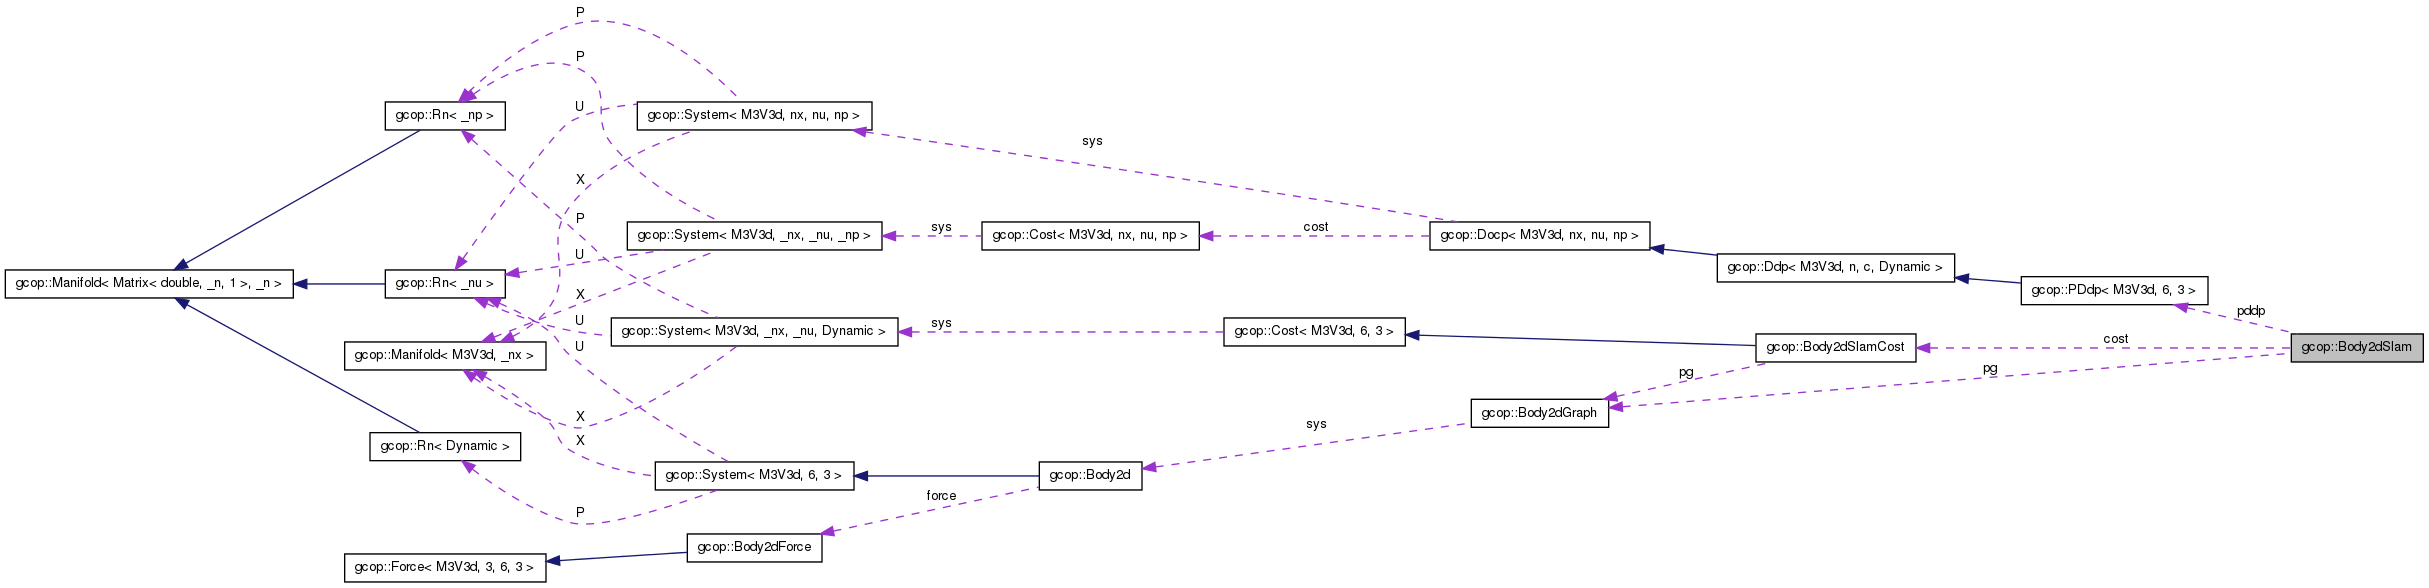 P
P
gcop::Rn< _np >
U
gcop::System< M3V3d, nx, nu, np >
sys
X
P
gcop::System< M3V3d, _nx, _nu, _np >
sys
gcop::Cost< M3V3d, nx, nu, np >
cost
gcop::Docp< M3V3d, nx, nu, np >
U
gcop::Ddp< M3V3d, n, c, Dynamic >
gcop::Manifold< Matrix< double, _n, 1 >, _n >
gcop::Rn< _nu >
X
gcop::PDdp< M3V3d, 6, 3 >
pddp
U
gcop::System< M3V3d, _nx, _nu, Dynamic >
sys
gcop::Cost< M3V3d, 6, 3 >
U
gcop::Manifold< M3V3d, _nx >
gcop::Body2dSlamCost
cost
gcop::Body2dSlam
pg
pg
X
gcop::Body2dGraph
sys
X
gcop::Rn< Dynamic >
gcop::System< M3V3d, 6, 3 >
gcop::Body2d
force
P
gcop::Body2dForce
gcop::Force< M3V3d, 3, 6, 3 >